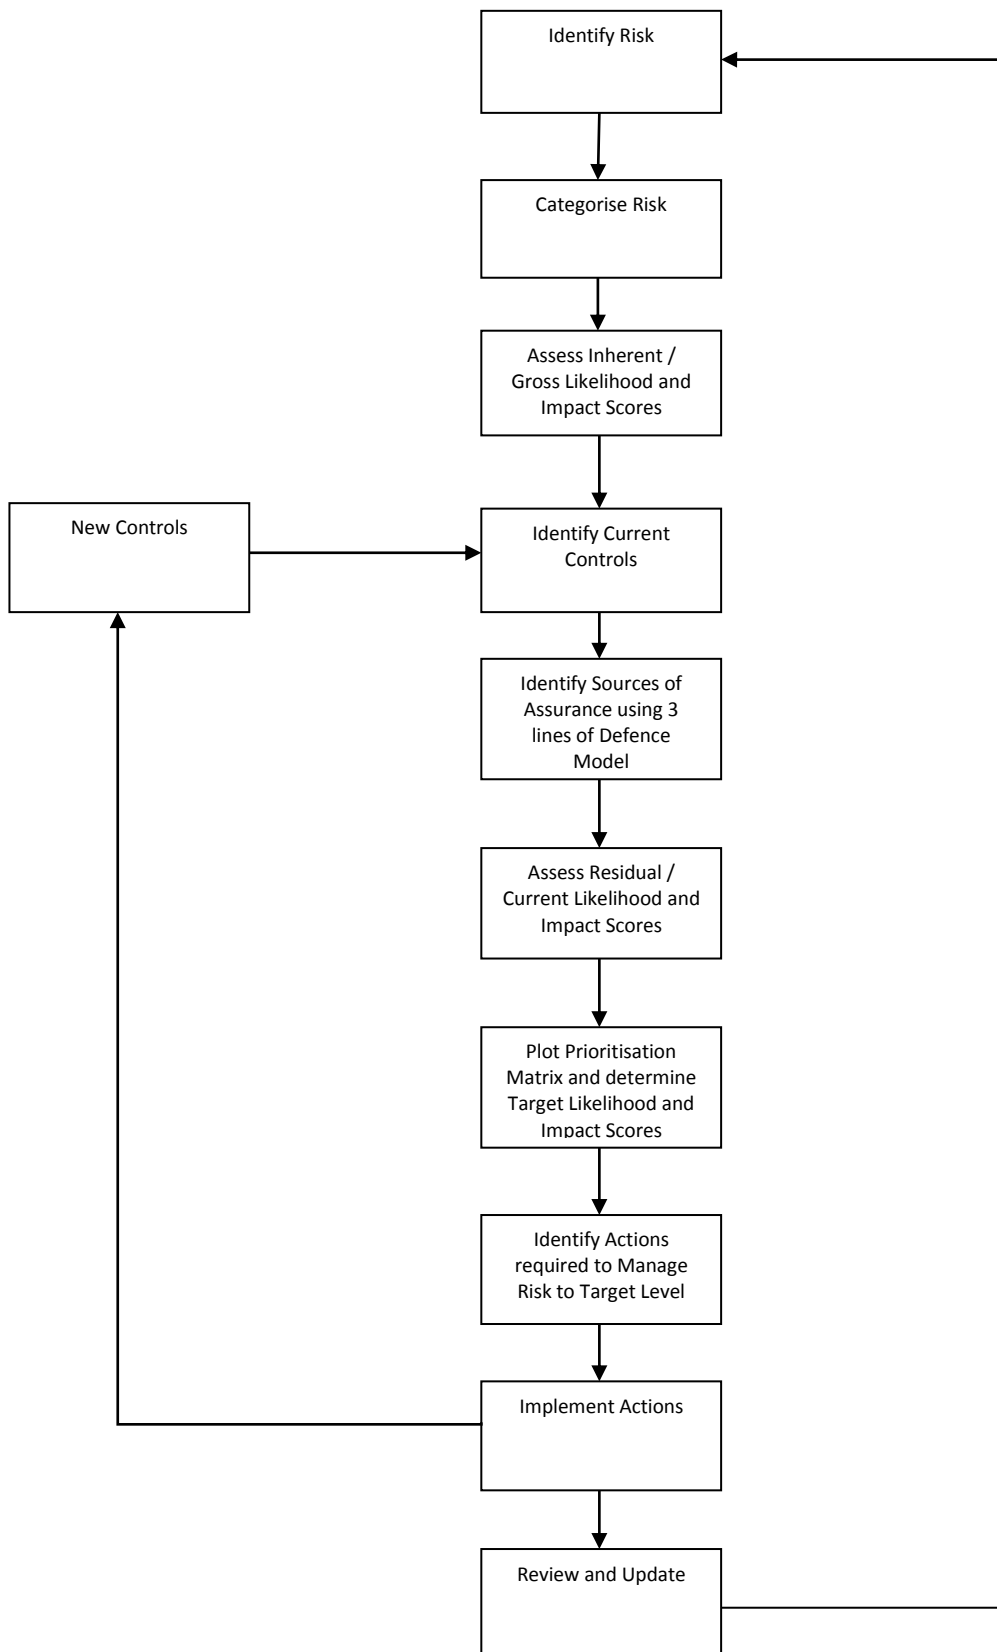 Identify Risk
Categorise Risk
Assess Inherent /
Gross Likelihood and
Impact Scores
New Controls
Identify Current
Controls
Identify Sources of
Assurance using 3
lines of Defence
Model
Assess Residual /
Current Likelihood and
Impact Scores
Plot Prioritisation
Matrix and determine
Target Likelihood and
Impact Scores
Identify Actions
required to Manage
Risk to Target Level
Implement Actions
Review and Update